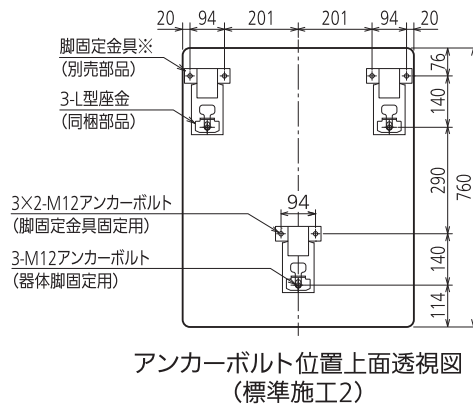 20 94 201 201 94 20
脚固定金具※
(別売部品)
3-L型座金
(同梱部品)
76
140
290
760
3×2-M12アンカーボルト
(脚固定金具固定用)
94
3-M12アンカーボルト
(器体脚固定用)
140
114
アンカーボルト位置上面透視図
(標準施工2)